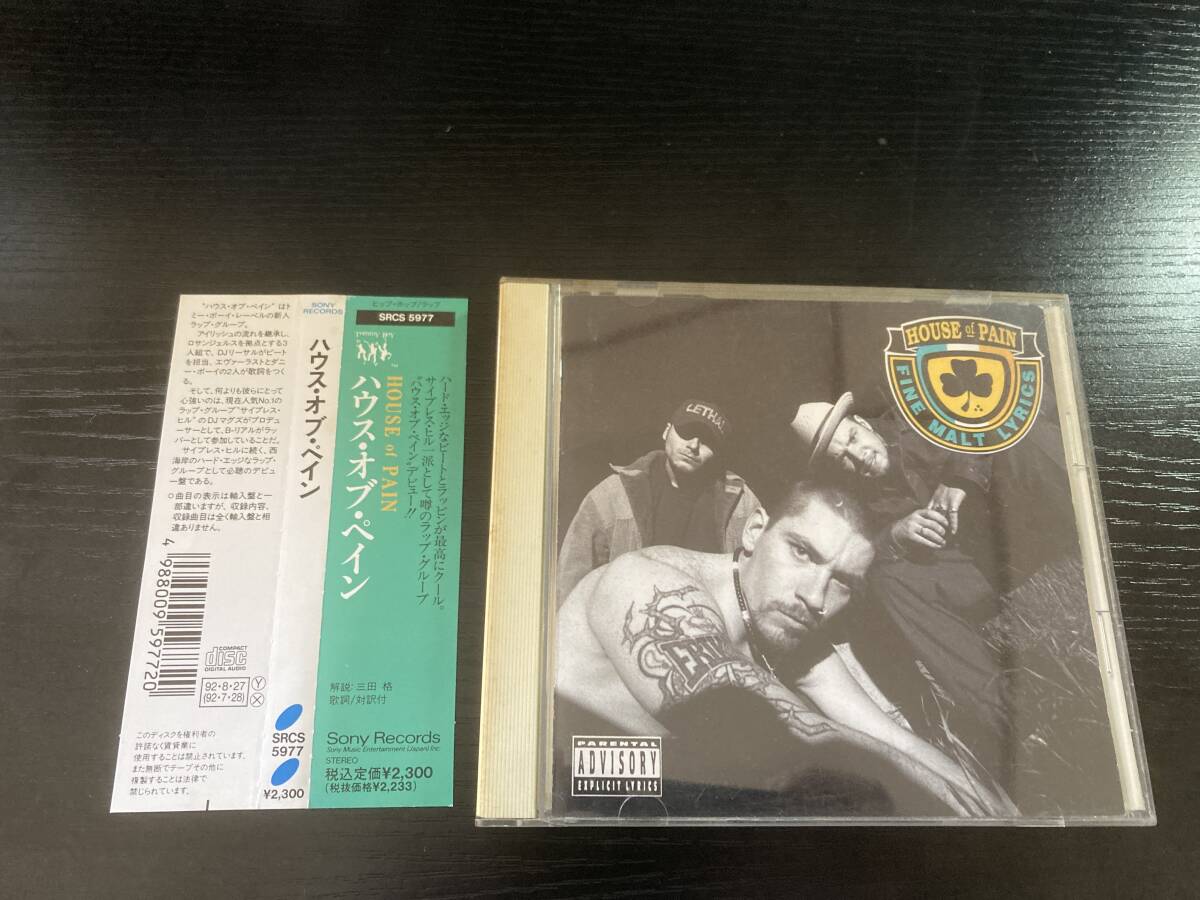 "ハウス・オブ・ペイン"はト
ミー・ボーイ・レーベルの新人
ラップ・グループ。
アイリッシュの流れを継承し、
ロサンジェルスを拠点とする3
人組で、DJリーサルがビート
を担当、エヴァーラストとダニ
ー・ボーイの2人が歌詞をつく
る。
そして、何よりも彼らにとって
心強いのは、現在人気No.1の
ラップ・グループ"サイプレス・
ヒル"のDJマグズがプロデュ
ーサーとして、B-リアルがラッ
パーとして参加していることだ。
サイプレス・ヒルに続く、西
海岸のハード・エッジなラップ・
グループとして必聴のデビュ
ー盤である。
○曲目の表示は輸入盤と一
部違いますが、収録内容、
収録曲目は全く輸入盤と相
違ありません。
4 988009 597720
COMPACT
disc
DIGITAL AUDIO
92・8・27
(92・7・28)
Y
X
このディスクを権利者の
許諾なく賃貸業に
使用することは禁止されています。
また無断でテープその他に
複製することは法律で
禁じられています。
SONY
RECORDS
ハウス・オブ・ペイン
SRCS
5977
¥2,300
ヒップ・ホップ/ラップ
SRCS 5977
HOUSE of PAIN
ハウス・オブ・ペイン
ハード・エッジなビートとラッピンが最高にクール。
サイプレス・ヒル一派として噂のラップ・グループ
"ハウス・オブ・ペイン"デビュー!!
解説:三田 格
歌詞/対訳付
Sony Records
Sony Music Entertainment (Japan) Inc.
STEREO
税込定価¥2,300
(税抜価格¥2,233)
HOUSE of PAIN
FINE MALT LYRICS
LETHAL
PARENTAL
ADVISORY
EXPLICIT LYRICS